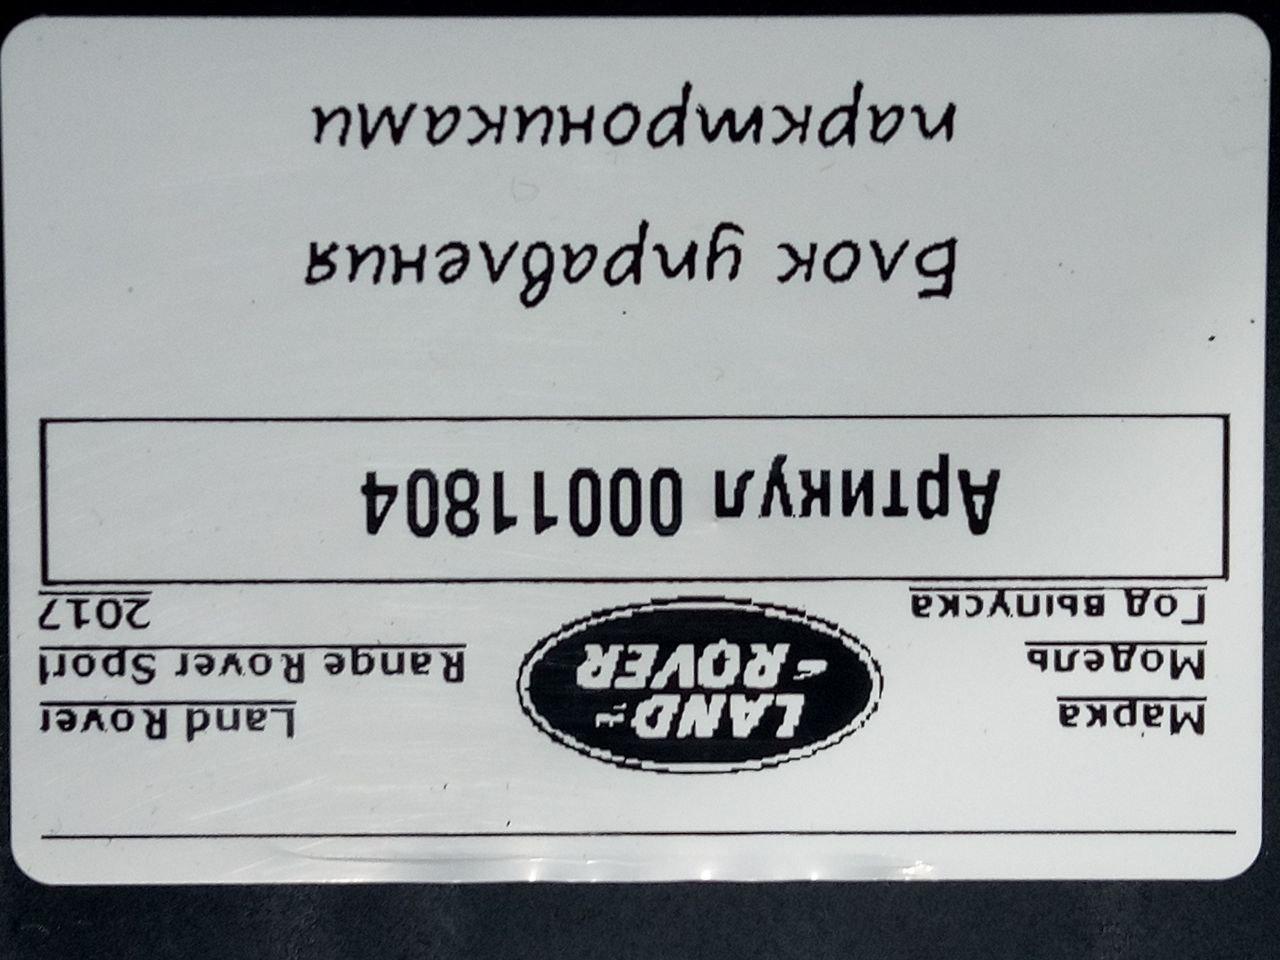 Марка
Land Rover
LAND
ROVER
Модель
Range Rover Sport
Год выпуска
2017
Артикул 00011804
Блок управления
парктрониками